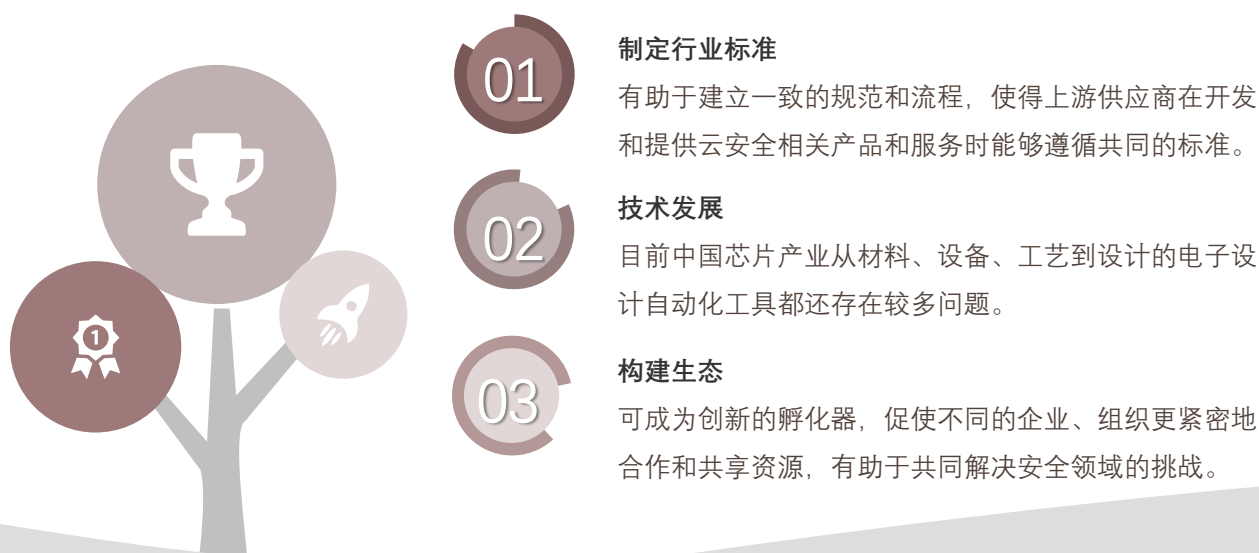 1
01
制定行业标准
有助于建立一致的规范和流程，使得上游供应商在开发
和提供云安全相关产品和服务时能够遵循共同的标准。
02
技术发展
目前中国芯片产业从材料、设备、工艺到设计的电子设
计自动化工具都还存在较多问题。
03
构建生态
可成为创新的孵化器，促使不同的企业、组织更紧密地
合作和共享资源，有助于共同解决安全领域的挑战。